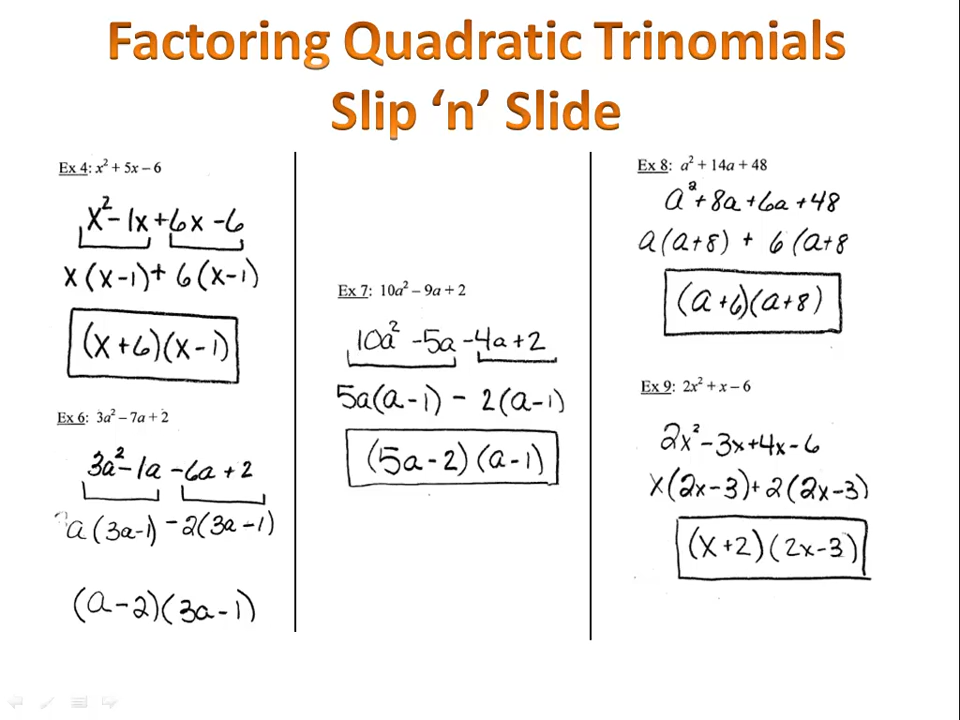 Factoring Quadratic Trinomials
Slip ‘n’ Slide
Ex 4: x² + 5x – 6
x² - 1x + 6x - 6
x(x-1) + 6(x-1)
(x+6)(x-1)
Ex 6: 3a² – 7a + 2
3a² - 1a - 6a + 2
a(3a-1) - 2(3a-1)
(a-2)(3a-1)
Ex 7: 10a² – 9a + 2
10a² - 5a - 4a + 2
5a(a-1) - 2(a-1)
(5a-2)(a-1)
Ex 8: a² + 14a + 48
a² + 8a + 6a + 48
a(a+8) + 6(a+8
(a+6)(a+8)
Ex 9: 2x² + x – 6
2x² - 3x + 4x - 6
x(2x-3) + 2(2x-3)
(x+2)(2x-3)